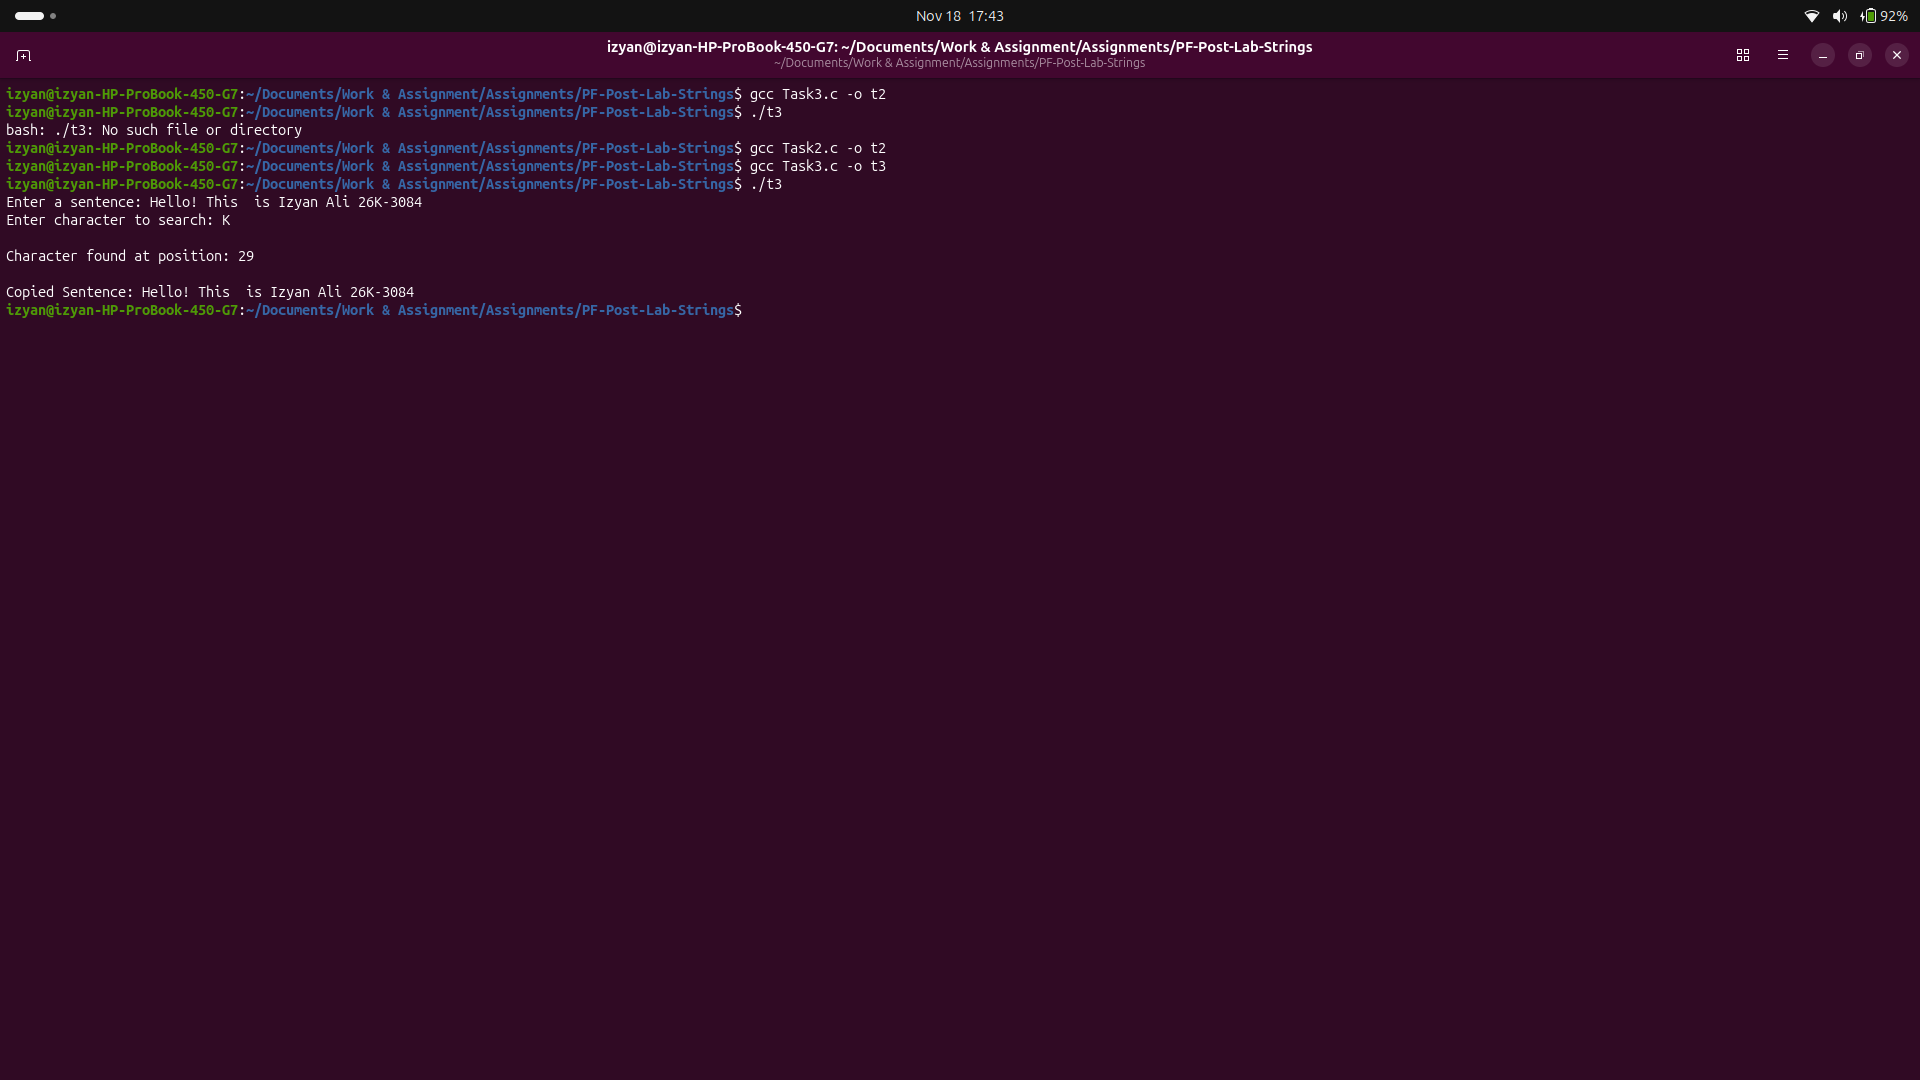 Nov 18 17:43
92%
izyan@izyan-HP-ProBook-450-G7: ~/Documents/Work & Assignment/Assignments/PF-Post-Lab-Strings
~/Documents/Work & Assignment/Assignments/PF-Post-Lab-Strings
izyan@izyan-HP-ProBook-450-G7:~/Documents/Work & Assignment/Assignments/PF-Post-Lab-Strings$ gcc Task3.c -o t2
izyan@izyan-HP-ProBook-450-G7:~/Documents/Work & Assignment/Assignments/PF-Post-Lab-Strings$ ./t3
bash: ./t3: No such file or directory
izyan@izyan-HP-ProBook-450-G7:~/Documents/Work & Assignment/Assignments/PF-Post-Lab-Strings$ gcc Task2.c -o t2
izyan@izyan-HP-ProBook-450-G7:~/Documents/Work & Assignment/Assignments/PF-Post-Lab-Strings$ gcc Task3.c -o t3
izyan@izyan-HP-ProBook-450-G7:~/Documents/Work & Assignment/Assignments/PF-Post-Lab-Strings$ ./t3
Enter a sentence: Hello! This  is Izyan Ali 26K-3084
Enter character to search: K
Character found at position: 29
Copied Sentence: Hello! This  is Izyan Ali 26K-3084
izyan@izyan-HP-ProBook-450-G7:~/Documents/Work & Assignment/Assignments/PF-Post-Lab-Strings$